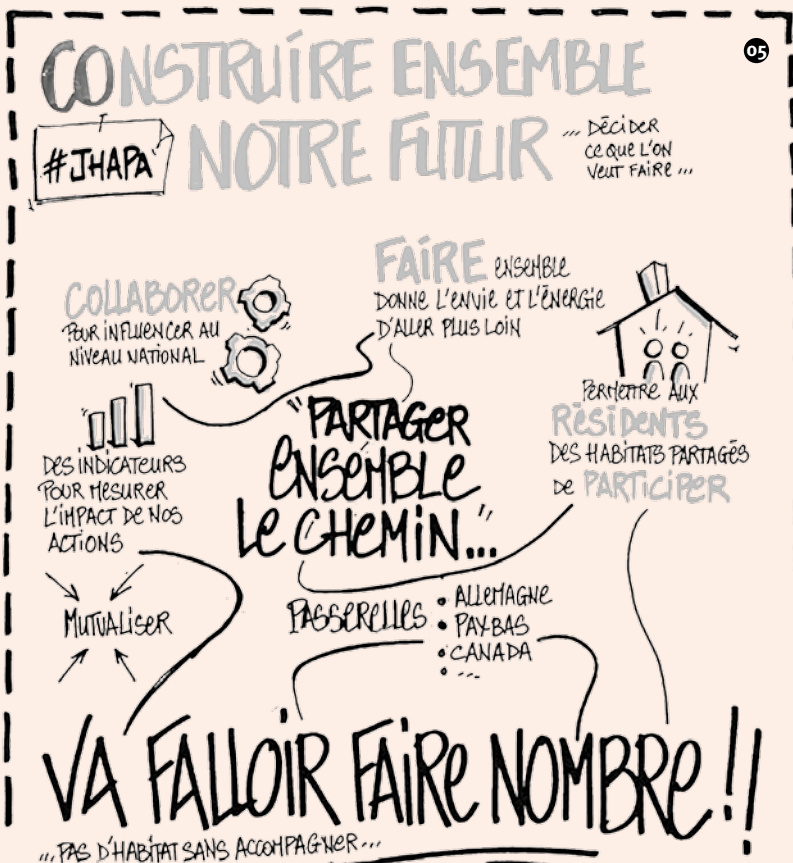 CONSTRUIRE ENSEMBLE
05
#JHAPA
NOTRE FUTUR
... DÉCIDER
CE QUE L'ON
VEUT FAIRE ...
COLLABORER
POUR INFLUENCER AU
NIVEAU NATIONAL
FAIRE ENSEMBLE
DONNE L'ENVIE ET L'ÉNERGIE
D'ALLER PLUS LOIN
PERMETTRE AUX
RÉSIDENTS
DES HABITATS PARTAGÉS
DE PARTICIPER
DES INDICATEURS
POUR MESURER
L'IMPACT DE NOS
ACTIONS
"PARTAGER
ENSEMBLE
LE CHEMIN..."
MUTUALISER
PASSERELLES
• ALLEMAGNE
• PAYBAS
• CANADA
• ...
VA FALLOIR FAIRE NOMBRE!!
... PAS D'HABITAT SANS ACCOMPAGNER ...